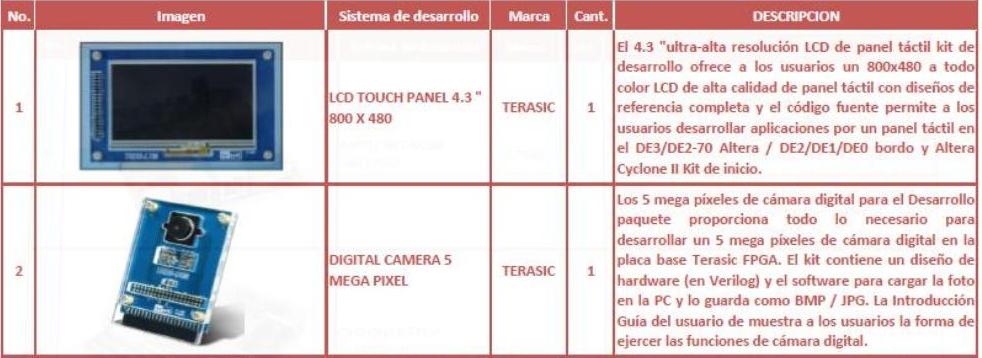 No. Imagen Sistema de desarrollo Marca Cant. DESCRIPCION
1
LCD TOUCH PANEL 4.3 "
800 X 480
TERASIC
1
El 4.3 "ultra-alta resolución LCD de panel táctil kit de
desarrollo ofrece a los usuarios un 800x480 a todo
color LCD de alta calidad de panel táctil con diseños de
referencia completa y el código fuente permite a los
usuarios desarrollar aplicaciones por un panel táctil en
el DE3/DE2-70 Altera / DE2/DE1/DE0 bordo y Altera
Cyclone II Kit de inicio.
2
DIGITAL CAMERA 5
MEGA PIXEL
TERASIC
1
Los 5 mega píxeles de cámara digital para el Desarrollo
paquete proporciona todo lo necesario para
desarrollar un 5 mega píxeles de cámara digital en la
placa base Terasic FPGA. El kit contiene un diseño de
hardware (en Verilog) y el software para cargar la foto
en la PC y lo guarda como BMP / JPG. La Introducción
Guía del usuario de muestra a los usuarios la forma de
ejercer las funciones de cámara digital.